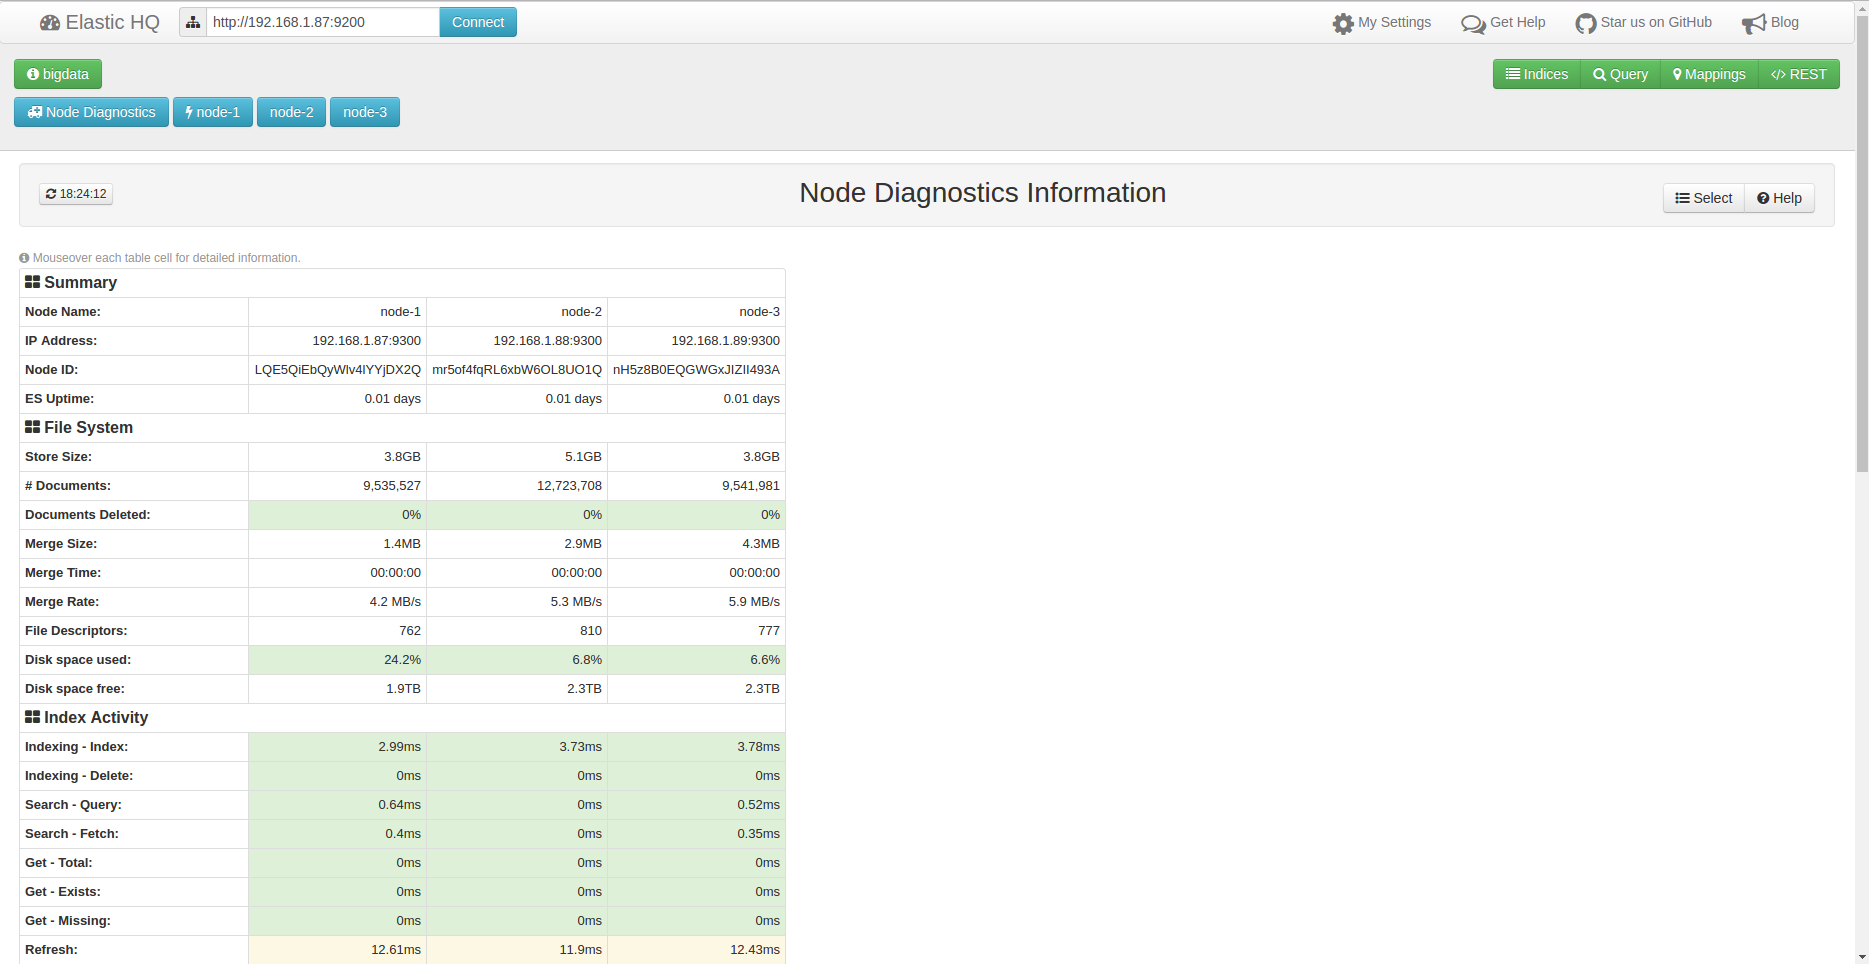 Elastic HQ http://192.168.1.87:9200 Connect My Settings Get Help Star us on GitHub Blog
bigdata Indices Query Mappings </> REST
Node Diagnostics node-1 node-2 node-3
18:24:12 Node Diagnostics Information Select Help
Mouseover each table cell for detailed information.
Summary
Node Name: node-1 node-2 node-3
IP Address: 192.168.1.87:9300 192.168.1.88:9300 192.168.1.89:9300
Node ID: LQE5QiEbQyWlv4lYYjDX2Q mr5of4fqRL6xbW6OL8UO1Q nH5z8B0EQGWGxJIZII493A
ES Uptime: 0.01 days 0.01 days 0.01 days
File System
Store Size: 3.8GB 5.1GB 3.8GB
# Documents: 9,535,527 12,723,708 9,541,981
Documents Deleted: 0% 0% 0%
Merge Size: 1.4MB 2.9MB 4.3MB
Merge Time: 00:00:00 00:00:00 00:00:00
Merge Rate: 4.2 MB/s 5.3 MB/s 5.9 MB/s
File Descriptors: 762 810 777
Disk space used: 24.2% 6.8% 6.6%
Disk space free: 1.9TB 2.3TB 2.3TB
Index Activity
Indexing - Index: 2.99ms 3.73ms 3.78ms
Indexing - Delete: 0ms 0ms 0ms
Search - Query: 0.64ms 0ms 0.52ms
Search - Fetch: 0.4ms 0ms 0.35ms
Get - Total: 0ms 0ms 0ms
Get - Exists: 0ms 0ms 0ms
Get - Missing: 0ms 0ms 0ms
Refresh: 12.61ms 11.9ms 12.43ms